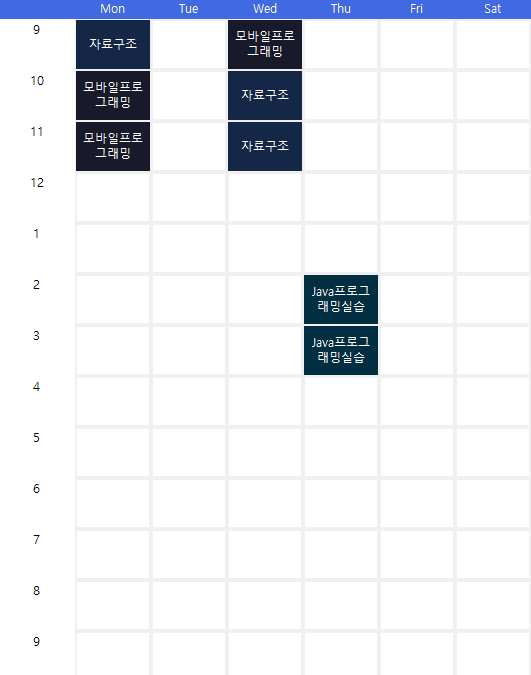 Mon Tue Wed Thu Fri Sat
9
자료구조
모바일프로
그래밍
10
모바일프로
그래밍
자료구조
11
모바일프로
그래밍
자료구조
12
1
2
Java프로그
래밍실습
3
Java프로그
래밍실습
4
5
6
7
8
9